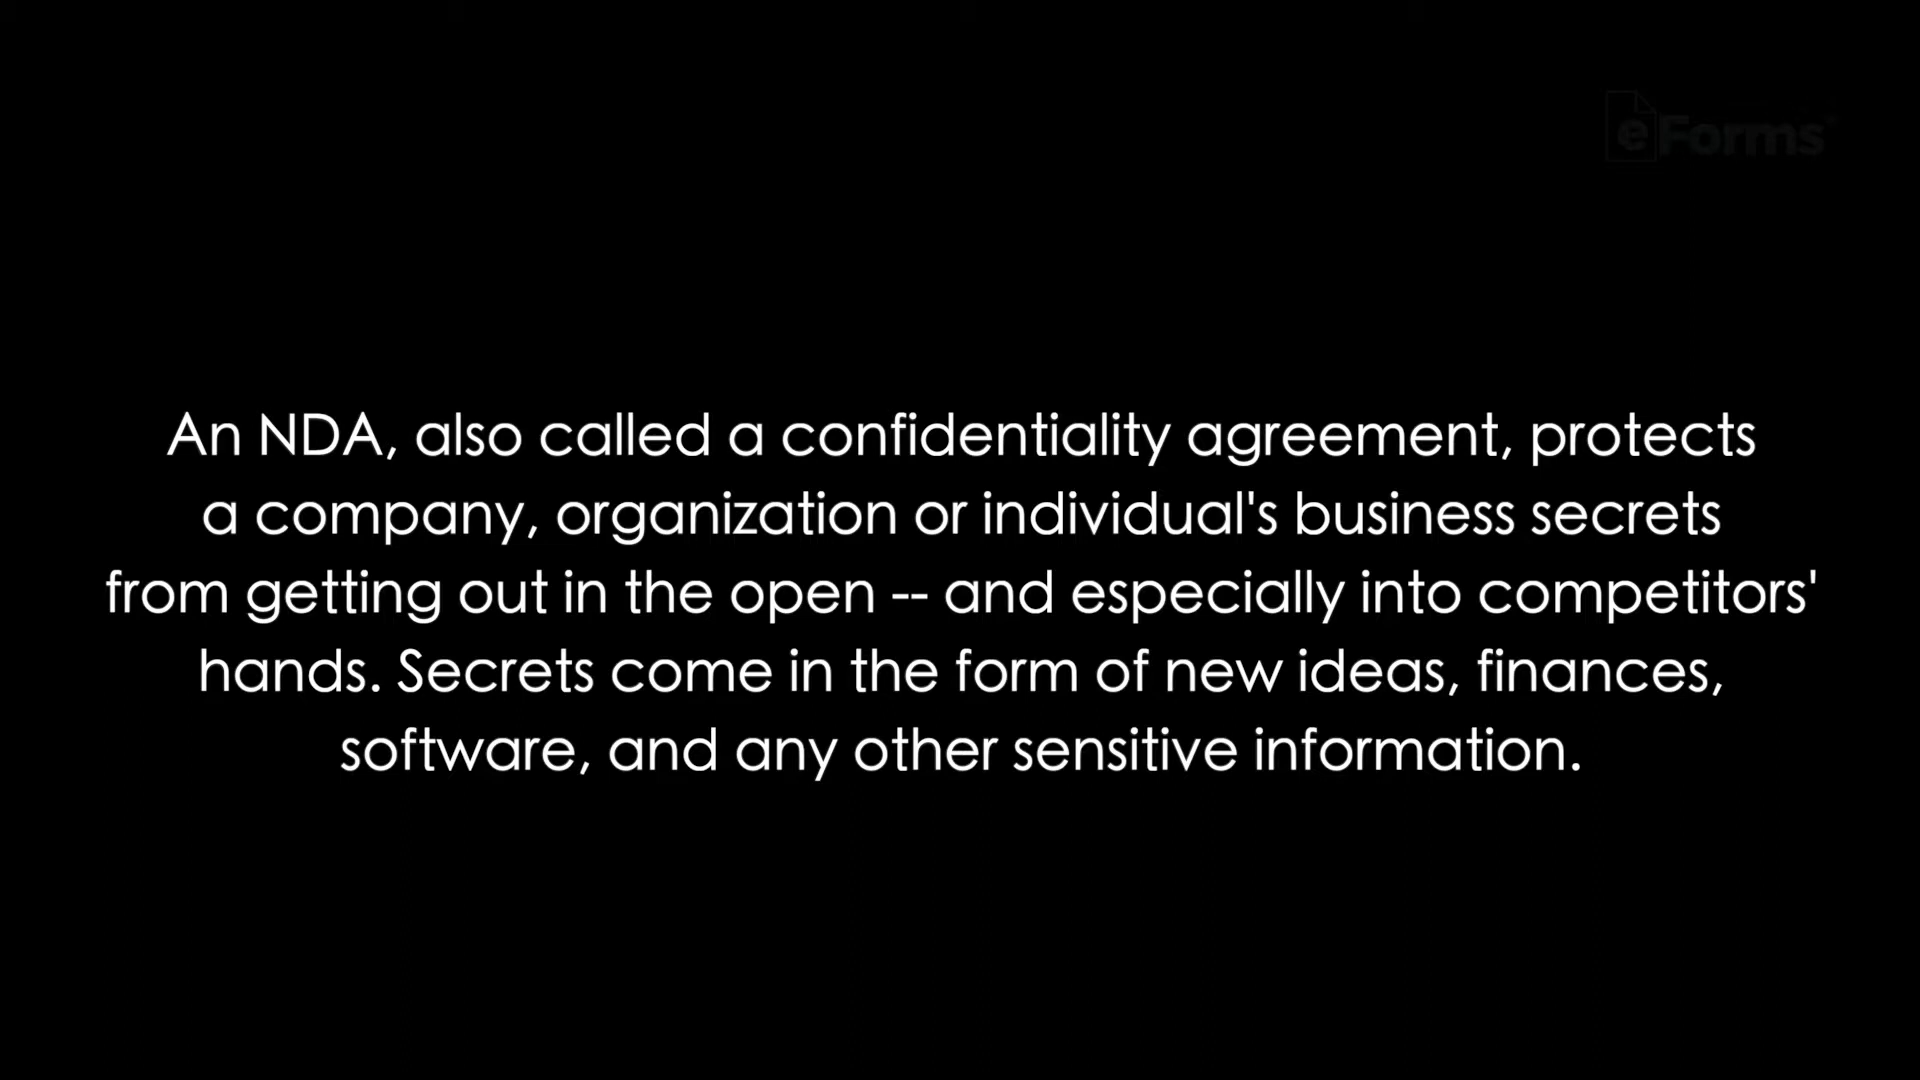 eForms
An NDA, also called a confidentiality agreement, protects
a company, organization or individual's business secrets
from getting out in the open -- and especially into competitors'
hands. Secrets come in the form of new ideas, finances,
software, and any other sensitive information.